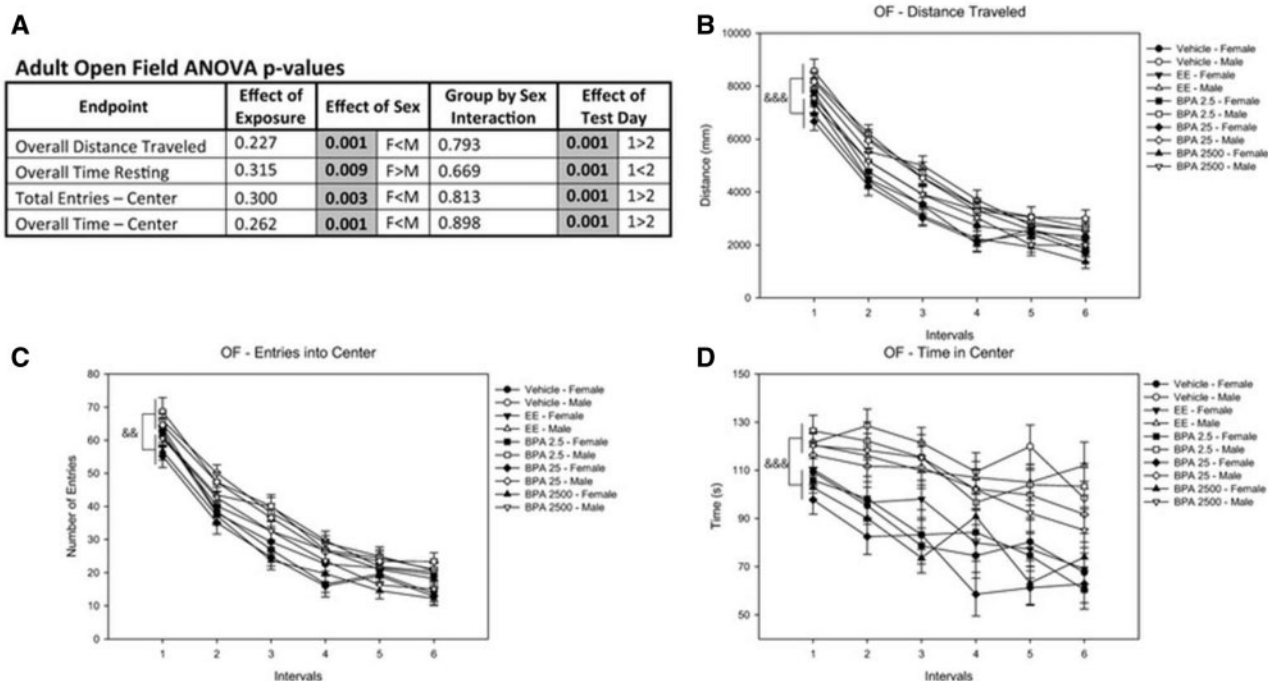 A
Adult Open Field ANOVA p-values
Endpoint Effect of Exposure Effect of Sex Group by Sex Interaction Effect of Test Day
Overall Distance Traveled 0.227 0.001 F<M 0.793 0.001 1>2
Overall Time Resting 0.315 0.009 F>M 0.669 0.001 1<2
Total Entries – Center 0.300 0.003 F<M 0.813 0.001 1>2
Overall Time – Center 0.262 0.001 F<M 0.898 0.001 1>2
B
OF - Distance Traveled
10000
8000
6000
4000
2000
0
Distance (mm)
&&&
1 2 3 4 5 6
Intervals
Vehicle - Female
Vehicle - Male
EE - Female
EE - Male
BPA 2.5 - Female
BPA 2.5 - Male
BPA 25 - Female
BPA 25 - Male
BPA 2500 - Female
BPA 2500 - Male
C
OF - Entries into Center
80
70
60
50
40
30
20
10
0
Number of Entries
&&
1 2 3 4 5 6
Intervals
Vehicle - Female
Vehicle - Male
EE - Female
EE - Male
BPA 2.5 - Female
BPA 2.5 - Male
BPA 25 - Female
BPA 25 - Male
BPA 2500 - Female
BPA 2500 - Male
D
OF - Time in Center
150
130
110
90
70
50
Time (s)
&&&
1 2 3 4 5 6
Intervals
Vehicle - Female
Vehicle - Male
EE - Female
EE - Male
BPA 2.5 - Female
BPA 2.5 - Male
BPA 25 - Female
BPA 25 - Male
BPA 2500 - Female
BPA 2500 - Male